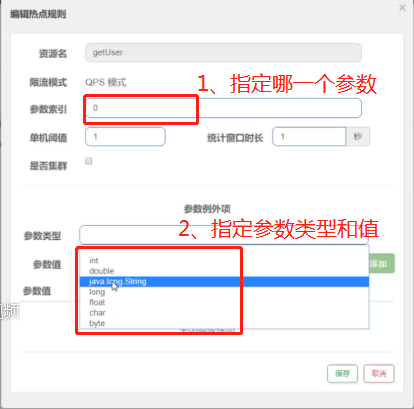 编辑热点规则
×
资源名 getUser
限流模式 QPS 模式
1、指定哪一个参数
参数索引 0
单机阈值 1 统计窗口时长 1 秒
是否集群
参数例外项
2、指定参数类型和值
参数类型
int
double
java.lang.String
long
float
char
byte
参数值 添加
参数值
视频
保存 取消